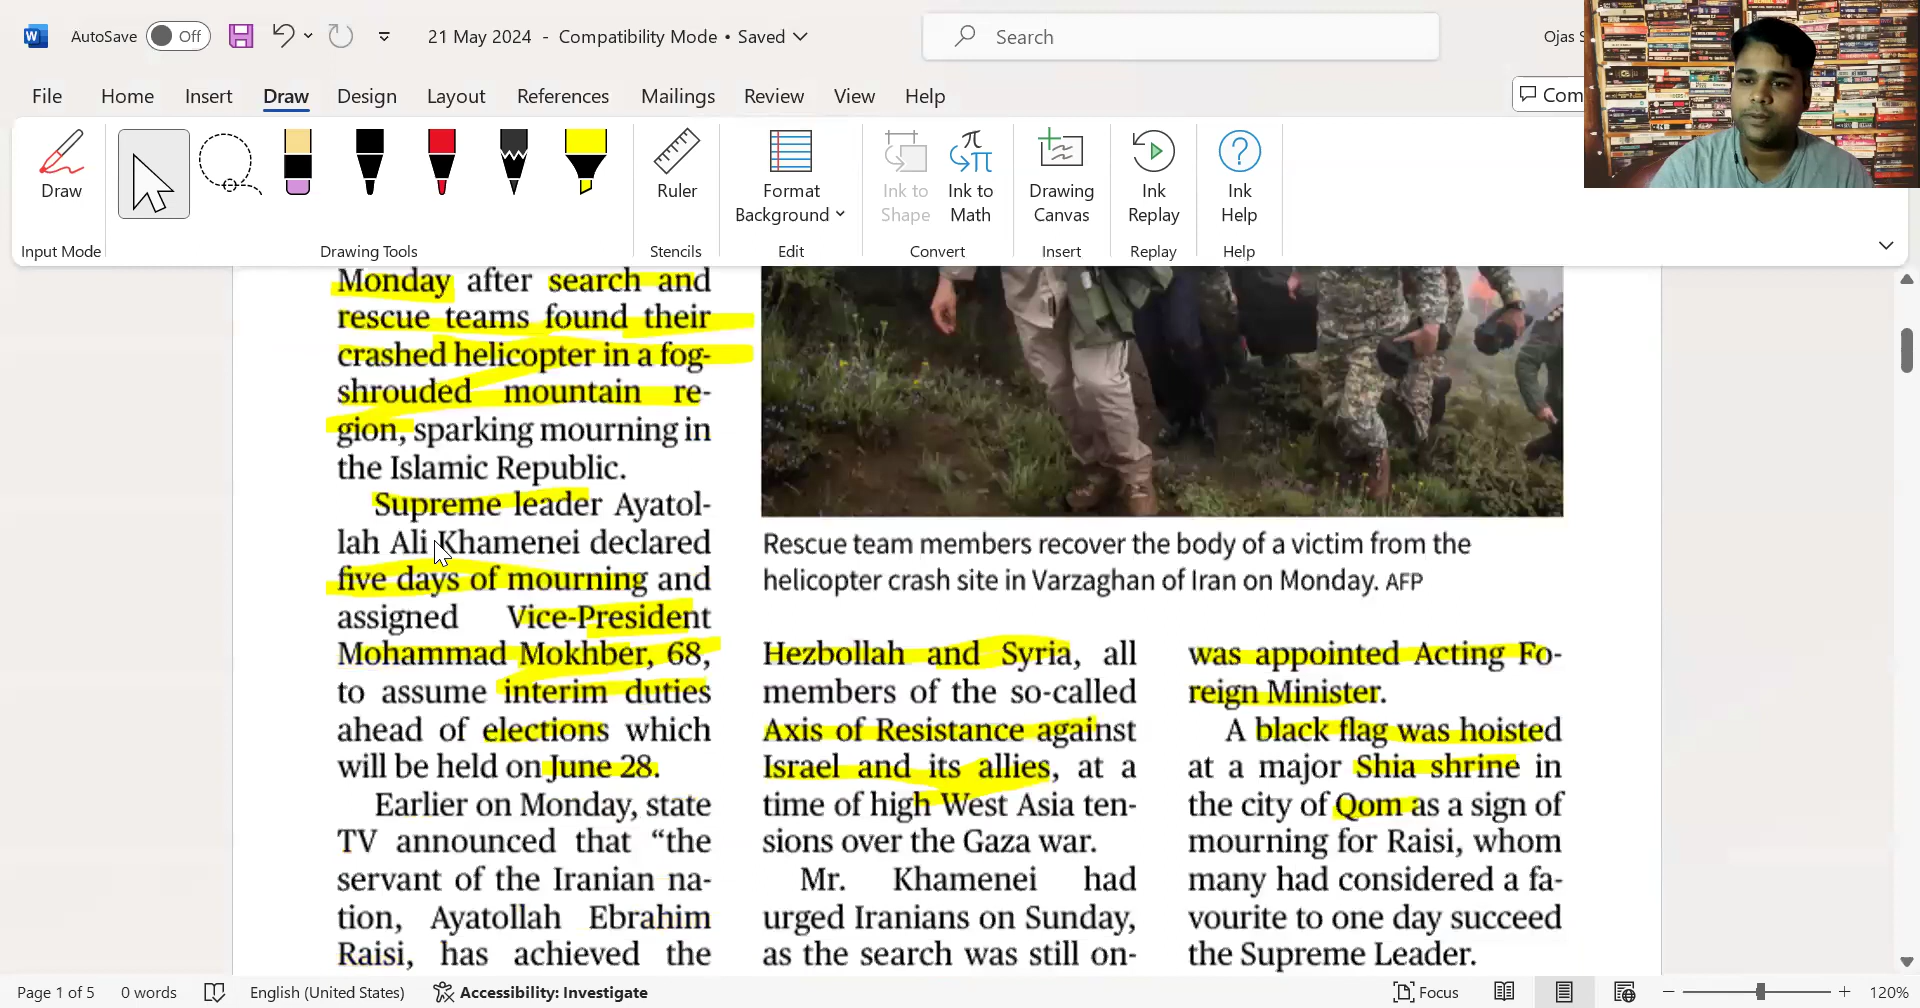 AutoSave Off 21 May 2024 - Compatibility Mode • Saved Search Ojas S
File Home Insert Draw Design Layout References Mailings Review View Help Com
Draw Ruler Format Background Ink to Shape Ink to Math Drawing Canvas Ink Replay Ink Help
Input Mode Drawing Tools Stencils Edit Convert Insert Replay Help
Monday after search and
rescue teams found their
crashed helicopter in a fog-
shrouded mountain re-
gion, sparking mourning in
the Islamic Republic.
Supreme leader Ayatol-
lah Ali Khamenei declared
five days of mourning and
assigned Vice-President
Mohammad Mokhber, 68,
to assume interim duties
ahead of elections which
will be held on June 28.
Earlier on Monday, state
TV announced that “the
servant of the Iranian na-
tion, Ayatollah Ebrahim
Raisi, has achieved the
Rescue team members recover the body of a victim from the
helicopter crash site in Varzaghan of Iran on Monday. AFP
Hezbollah and Syria, all
members of the so-called
Axis of Resistance against
Israel and its allies, at a
time of high West Asia ten-
sions over the Gaza war.
Mr. Khamenei had
urged Iranians on Sunday,
as the search was still on-
was appointed Acting Fo-
reign Minister.
A black flag was hoisted
at a major Shia shrine in
the city of Qom as a sign of
mourning for Raisi, whom
many had considered a fa-
vourite to one day succeed
the Supreme Leader.
Page 1 of 5 0 words English (United States) Accessibility: Investigate Focus 120%